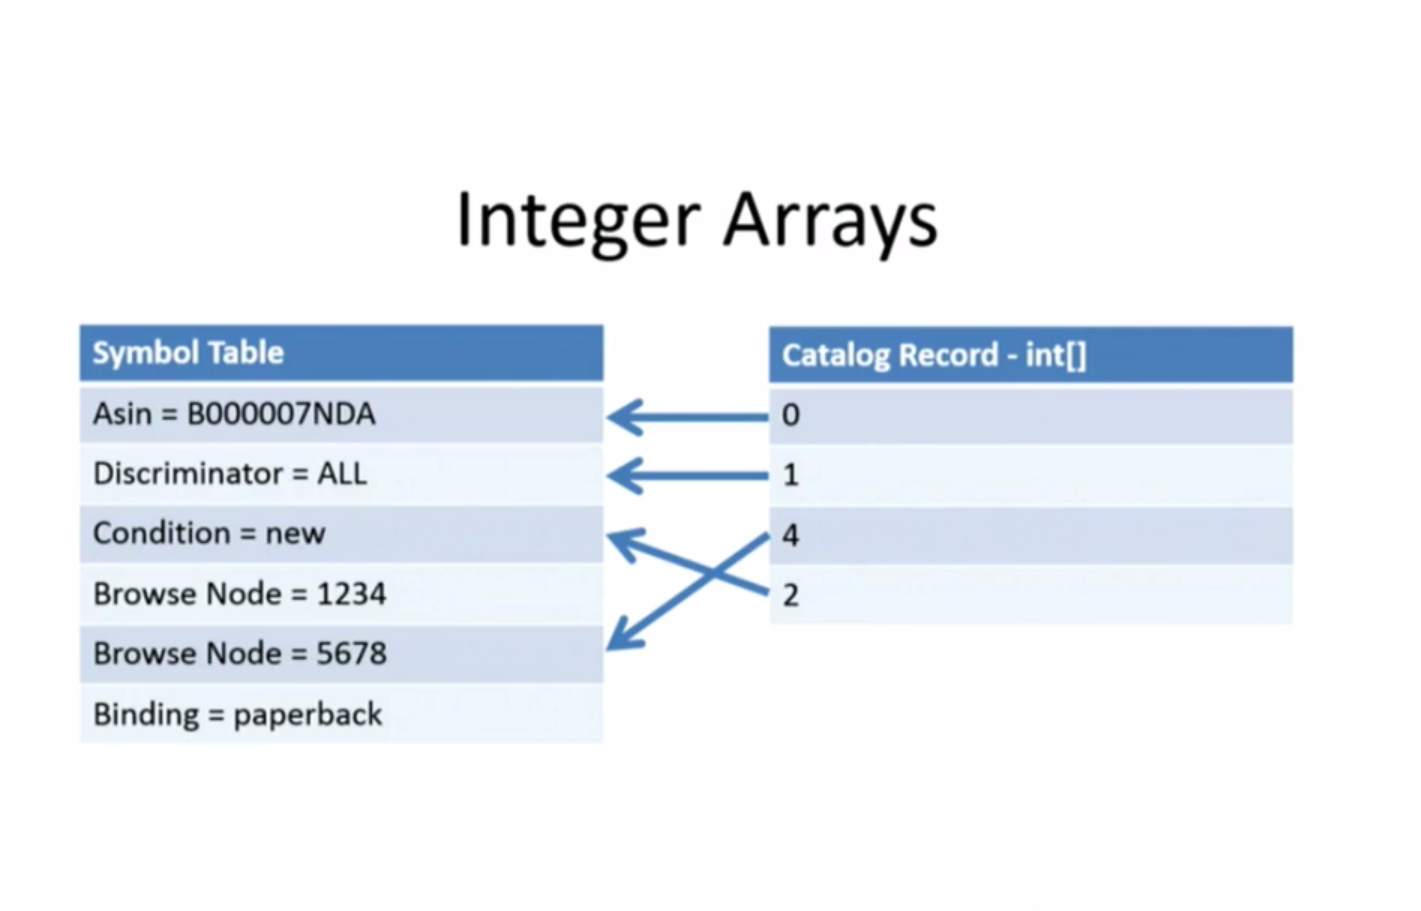 Integer Arrays
Symbol Table
Asin = B000007NDA
Discriminator = ALL
Condition = new
Browse Node = 1234
Browse Node = 5678
Binding = paperback
Catalog Record - int[]
0
1
4
2